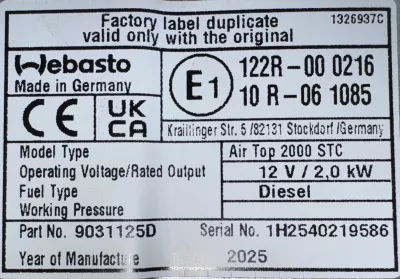 Factory label duplicate 1326937C
valid only with the original
Webasto
Made in Germany
CE UK CA
E1
122R-00 0216
10 R-06 1085
Kraillinger Str. 5 /82131 Stockdorf /Germany
Model Type Air Top 2000 STC
Operating Voltage/Rated Output 12 V / 2,0 kW
Fuel Type Diesel
Working Pressure
Part No. 9031125D Serial No. 1H2540219586
Year of Manufacture 2025